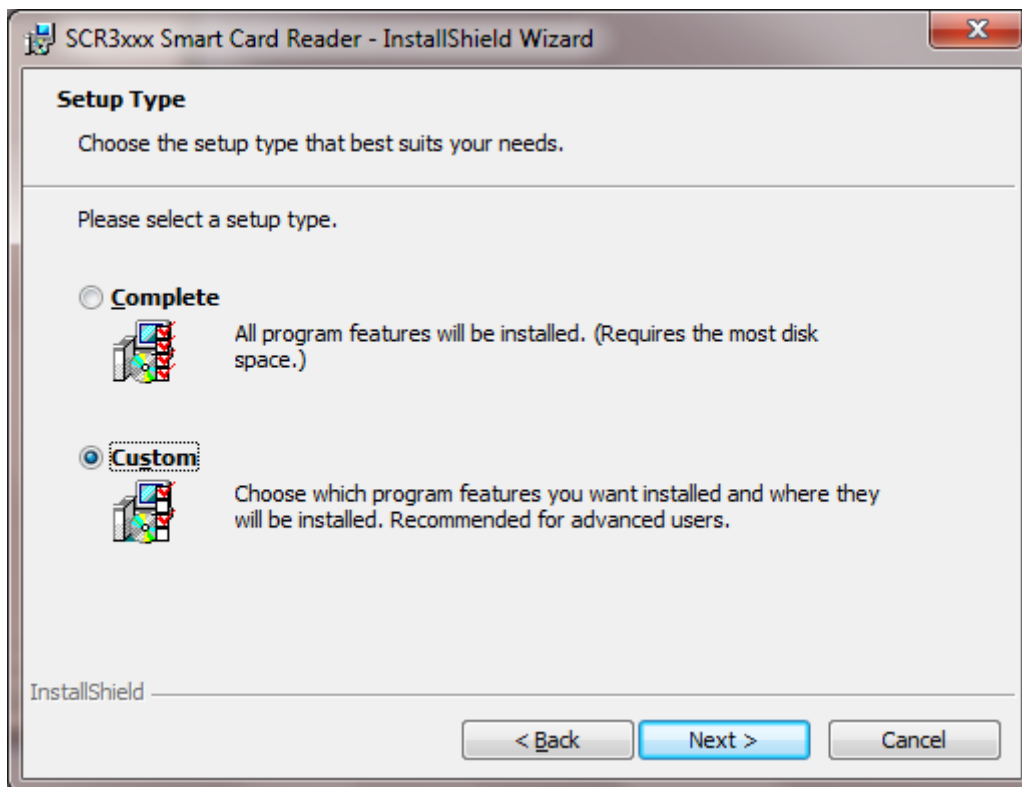 SCR3xxx Smart Card Reader - InstallShield Wizard
Setup Type
Choose the setup type that best suits your needs.
Please select a setup type.
Complete
All program features will be installed. (Requires the most disk
space.)
Custom
Choose which program features you want installed and where they
will be installed. Recommended for advanced users.
InstallShield
< Back
Next >
Cancel